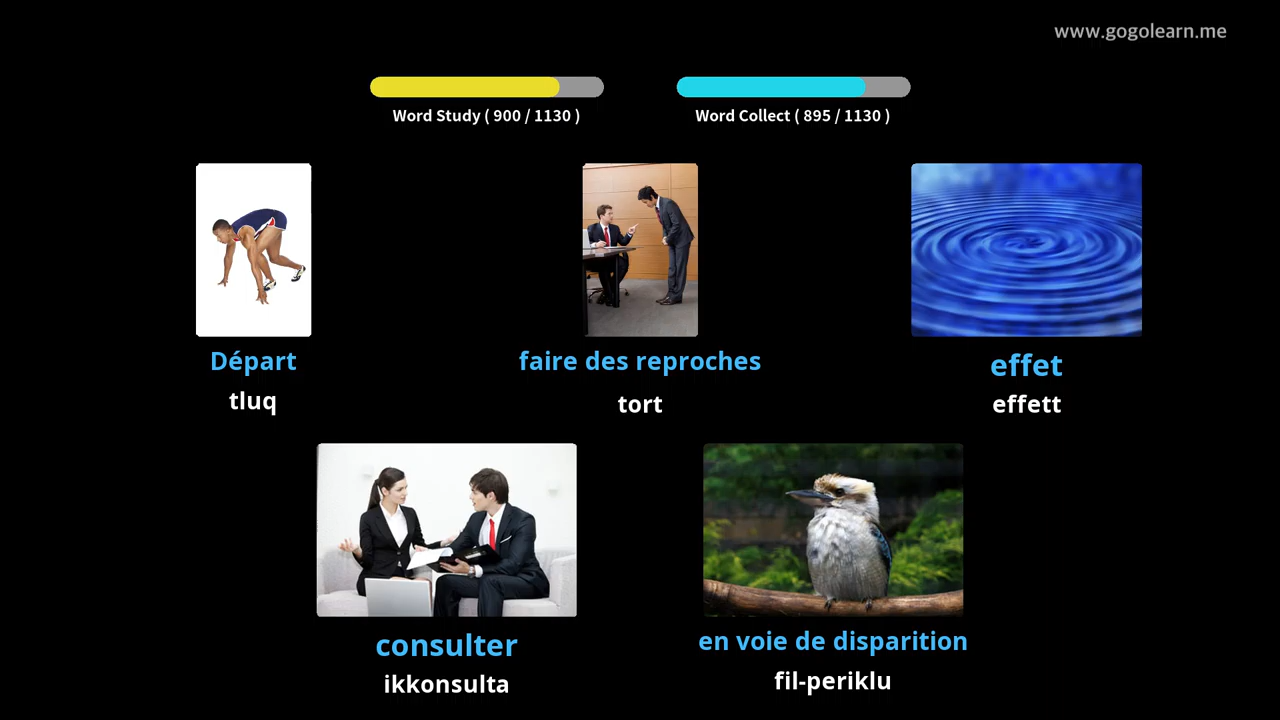 www.gogolearn.me
Word Study ( 900 / 1130 )
Word Collect ( 895 / 1130 )
Départ
tluq
faire des reproches
tort
effet
effett
consulter
ikkonsulta
en voie de disparition
fil-periklu